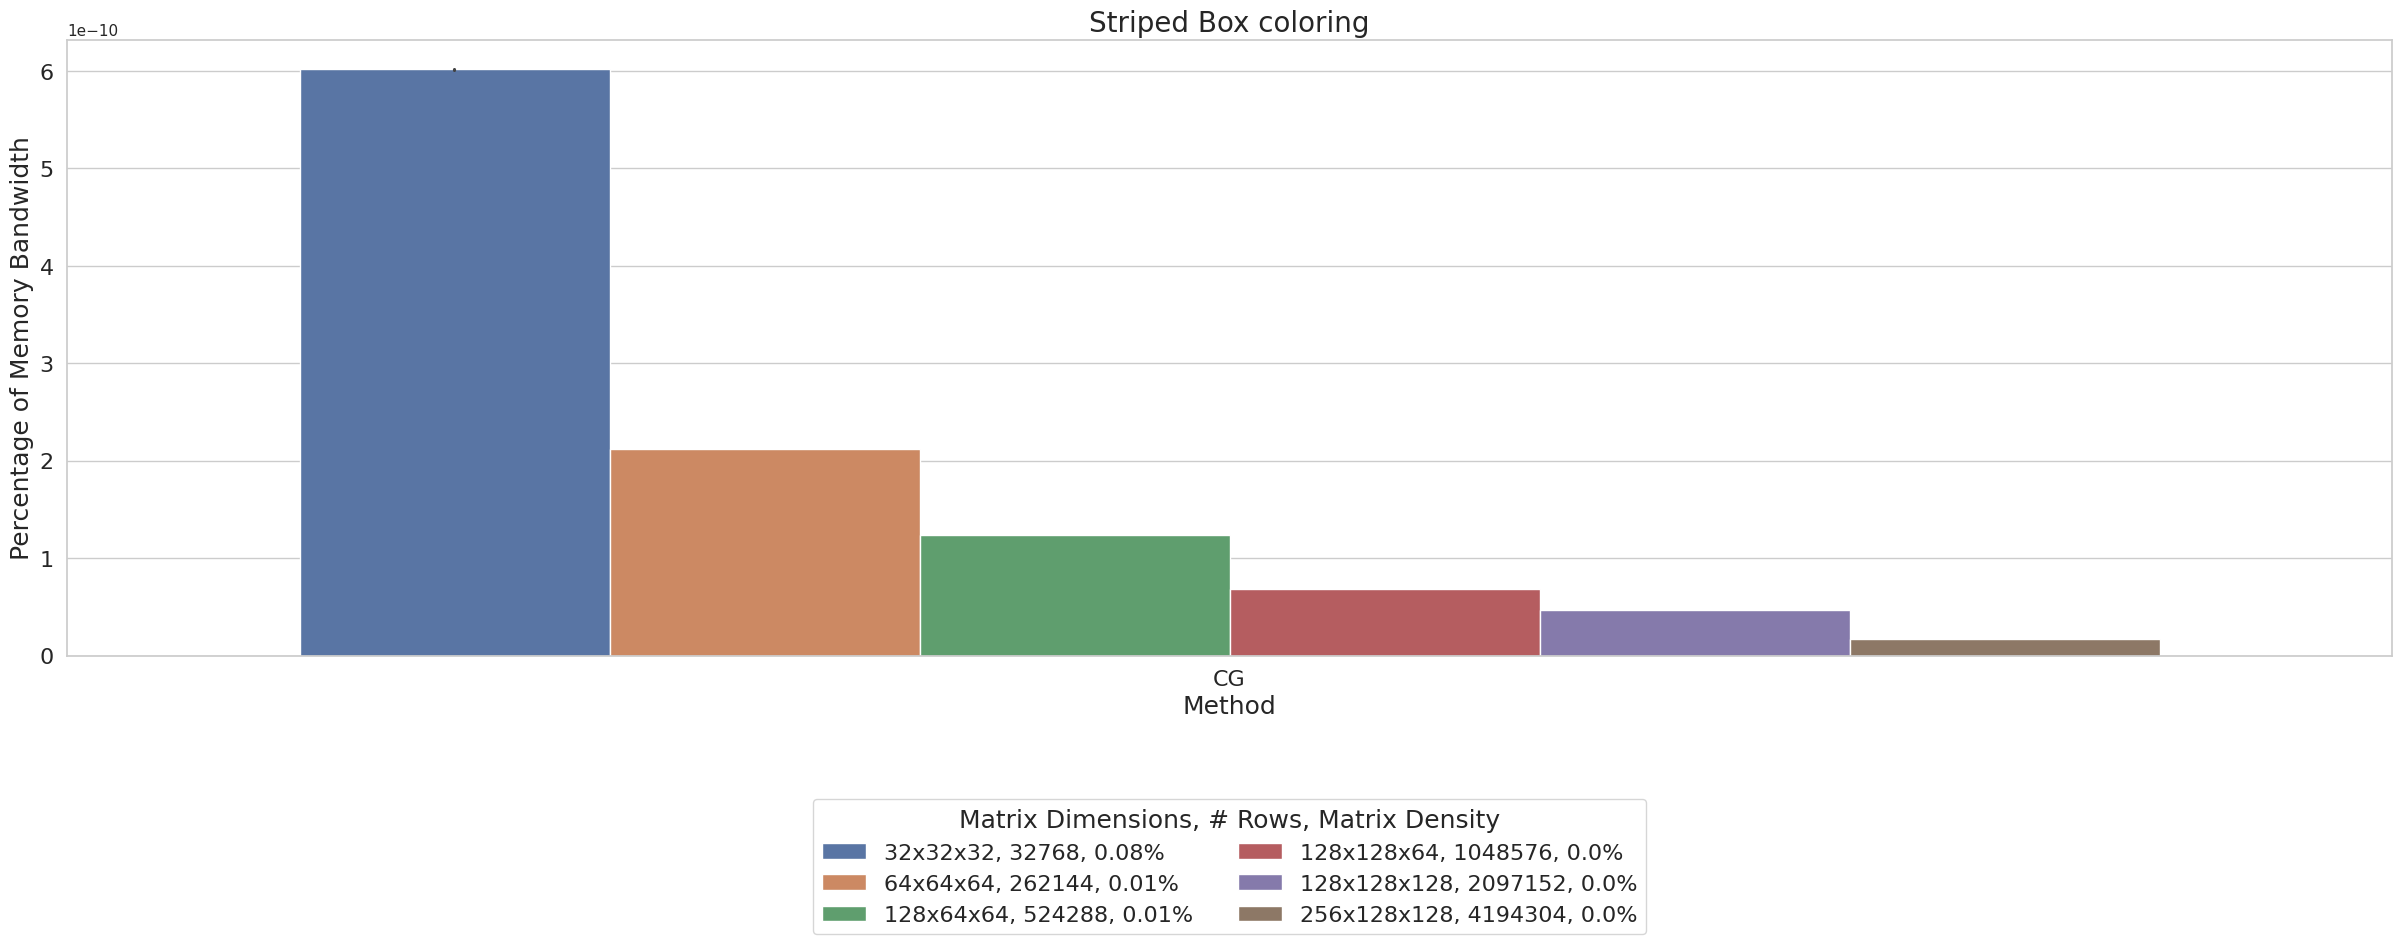 Striped Box coloring
1e−10
Percentage of Memory Bandwidth
6
5
4
3
2
1
0
CG
Method
Matrix Dimensions, # Rows, Matrix Density
32x32x32, 32768, 0.08%
64x64x64, 262144, 0.01%
128x64x64, 524288, 0.01%
128x128x64, 1048576, 0.0%
128x128x128, 2097152, 0.0%
256x128x128, 4194304, 0.0%